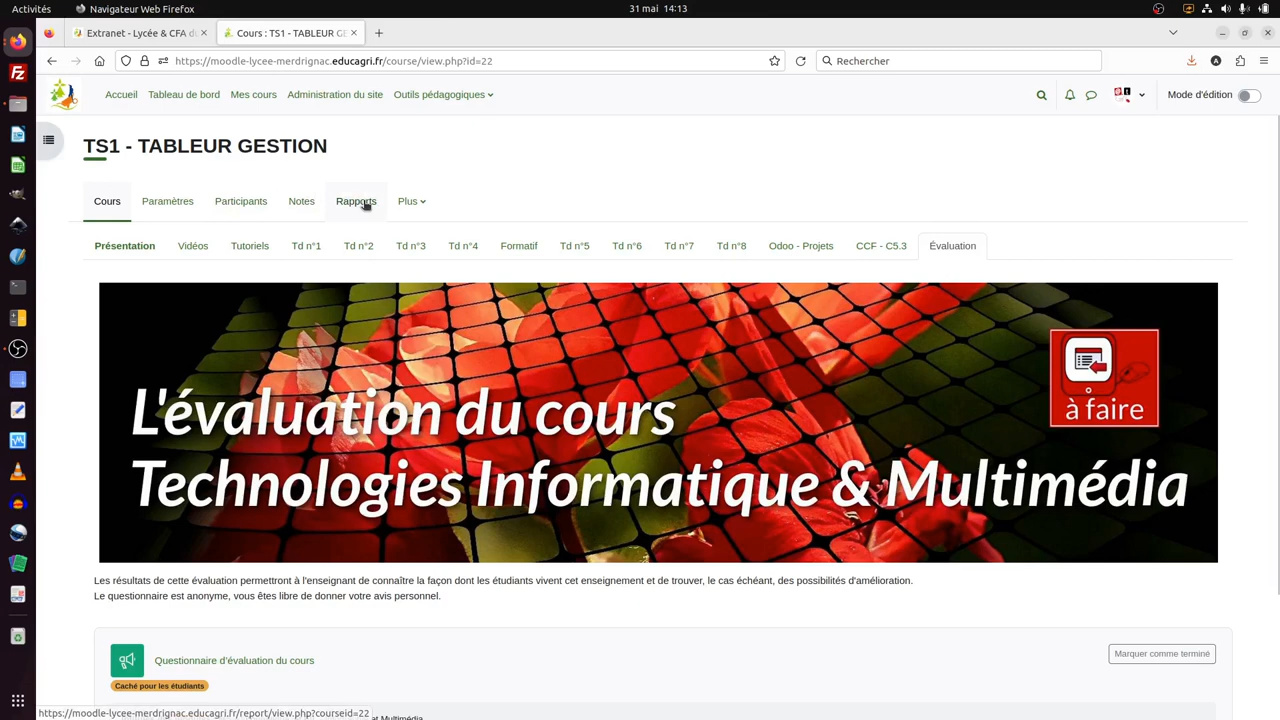 Activités
Navigateur Web Firefox
31 mai 14:13
Extranet - Lycée & CFA d
Cours : TS1 - TABLEUR GE
https://moodle-lycee-merdrignac.educagri.fr/course/view.php?id=22
Rechercher
Accueil
Tableau de bord
Mes cours
Administration du site
Outils pédagogiques
Mode d'édition
TS1 - TABLEUR GESTION
Cours
Paramètres
Participants
Notes
Rapports
Plus
Présentation
Vidéos
Tutoriels
Td n°1
Td n°2
Td n°3
Td n°4
Formatif
Td n°5
Td n°6
Td n°7
Td n°8
Odoo - Projets
CCF - C5.3
Évaluation
à faire
L'évaluation du cours
Technologies Informatique & Multimédia
Les résultats de cette évaluation permettront à l'enseignant de connaître la façon dont les étudiants vivent cet enseignement et de trouver, le cas échéant, des possibilités d'amélioration.
Le questionnaire est anonyme, vous êtes libre de donner votre avis personnel.
Questionnaire d'évaluation du cours
Marquer comme terminé
Caché pour les étudiants
https://moodle-lycee-merdrignac.educagri.fr/report/view.php?courseid=22
et Multimédia